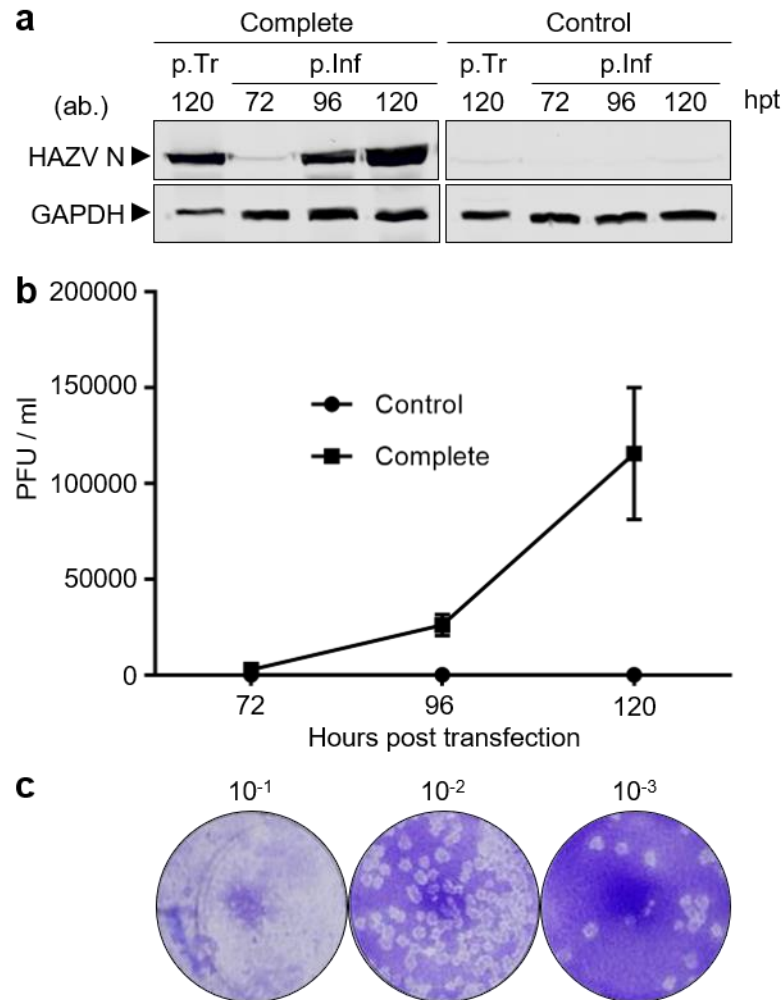 a
Complete Control
p.Tr p.Inf p.Tr p.Inf
(ab.) 120 72 96 120 120 72 96 120 hpt
HAZV N
GAPDH
b
200000
150000
100000
50000
0
PFU / ml
Control
Complete
72 96 120
Hours post transfection
c
10-1 10-2 10-3